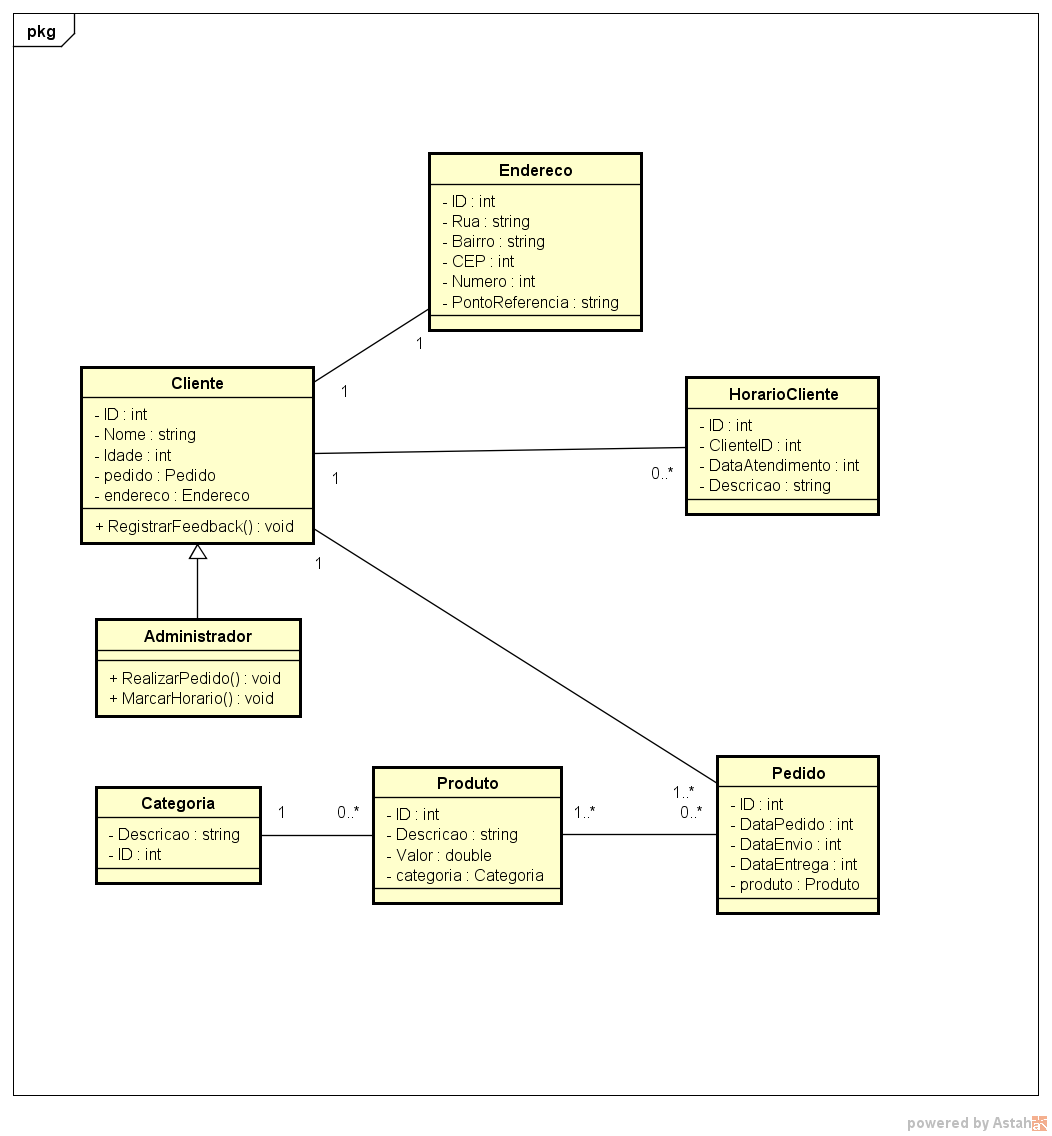 pkg
Endereco
- ID : int
- Rua : string
- Bairro : string
- CEP : int
- Numero : int
- PontoReferencia : string
1
1
Cliente
- ID : int
- Nome : string
- Idade : int
- pedido : Pedido
- endereco : Endereco
+ RegistrarFeedback() : void
HorarioCliente
- ID : int
- ClienteID : int
- DataAtendimento : int
- Descricao : string
1
0..*
1
Administrador
+ RealizarPedido() : void
+ MarcarHorario() : void
Categoria
- Descricao : string
- ID : int
1
0..*
Produto
- ID : int
- Descricao : string
- Valor : double
- categoria : Categoria
1..*
1..*
0..*
Pedido
- ID : int
- DataPedido : int
- DataEnvio : int
- DataEntrega : int
- produto : Produto
powered by Astah